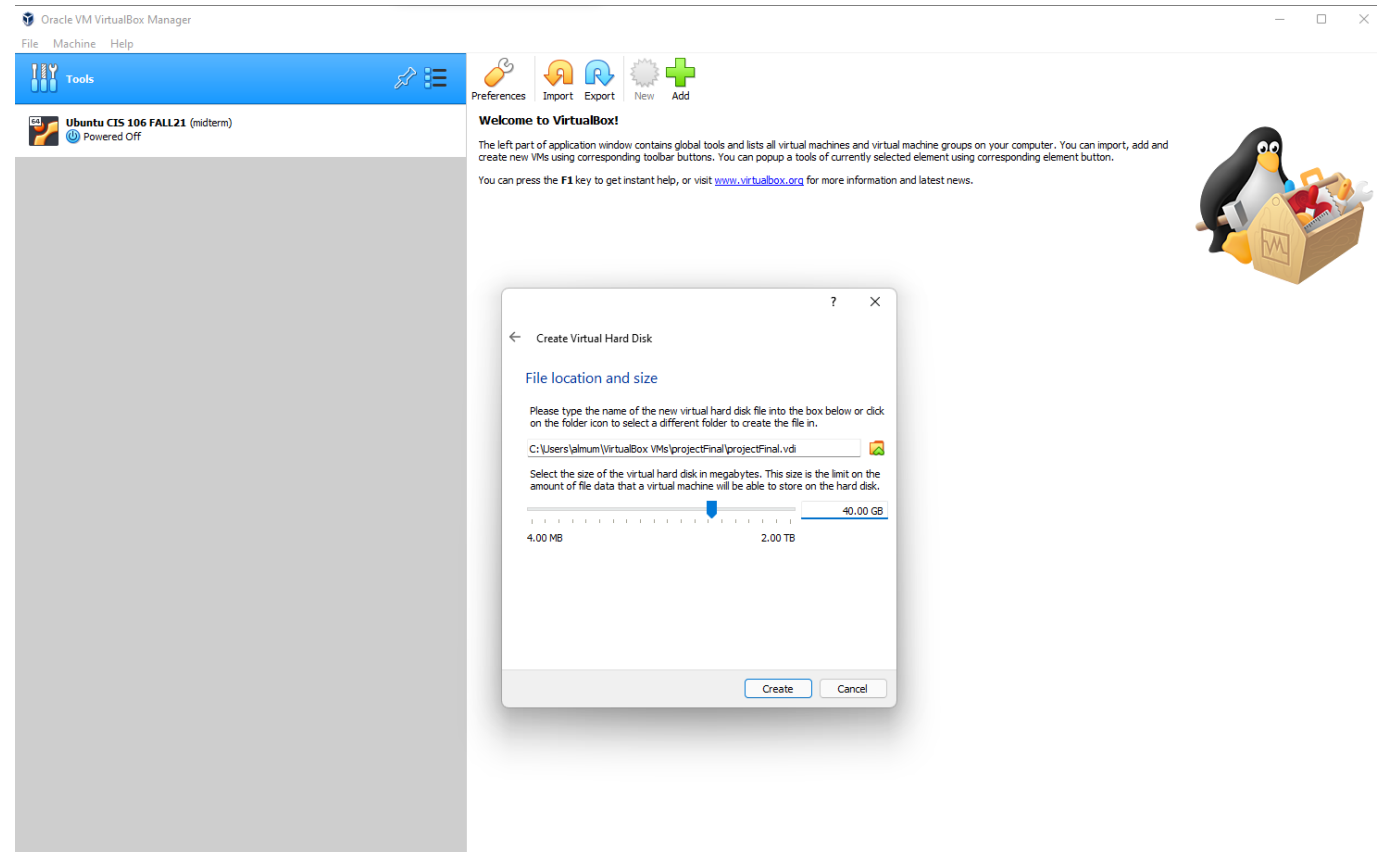 Oracle VM VirtualBox Manager
File Machine Help
Tools
Preferences Import Export New Add
64 Ubuntu CIS 106 FALL21 (midterm)
Powered Off
Welcome to VirtualBox!
The left part of application window contains global tools and lists all virtual machines and virtual machine groups on your computer. You can import, add and
create new VMs using corresponding toolbar buttons. You can popup a tools of currently selected element using corresponding element button.
You can press the F1 key to get instant help, or visit www.virtualbox.org for more information and latest news.
?
Create Virtual Hard Disk
File location and size
Please type the name of the new virtual hard disk file into the box below or click
on the folder icon to select a different folder to create the file in.
C:\Users\almum\VirtualBox VMs\projectFinal\projectFinal.vdi
Select the size of the virtual hard disk in megabytes. This size is the limit on the
amount of file data that a virtual machine will be able to store on the hard disk.
40.00 GB
4.00 MB 2.00 TB
Create Cancel